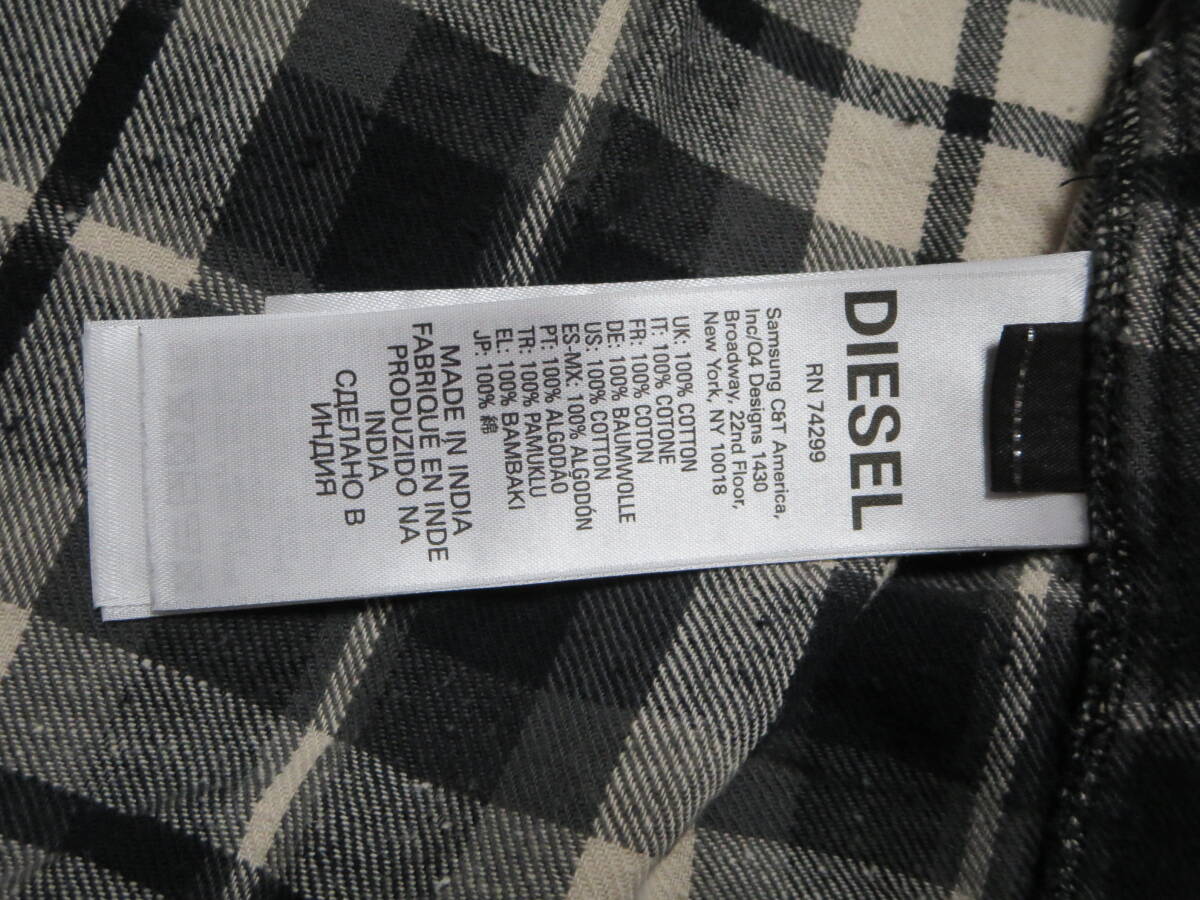 DIESEL
RN 74299
Samsung C&T America,
Inc/Q4 Designs 1430
Broadway, 22nd Floor,
New York, NY 10018
UK: 100% COTTON
IT: 100% COTONE
FR: 100% COTON
DE: 100% BAUMWOLLE
US: 100% COTTON
ES-MX: 100% ALGODÓN
PT: 100% ALGODÃO
TR: 100% PAMUKLU
EL: 100% BAMBAKI
JP: 100% 綿
MADE IN INDIA
FABRIQUE EN INDE
PRODUZIDO NA
INDIA
СДЕЛАНО В
ИНДИЯ